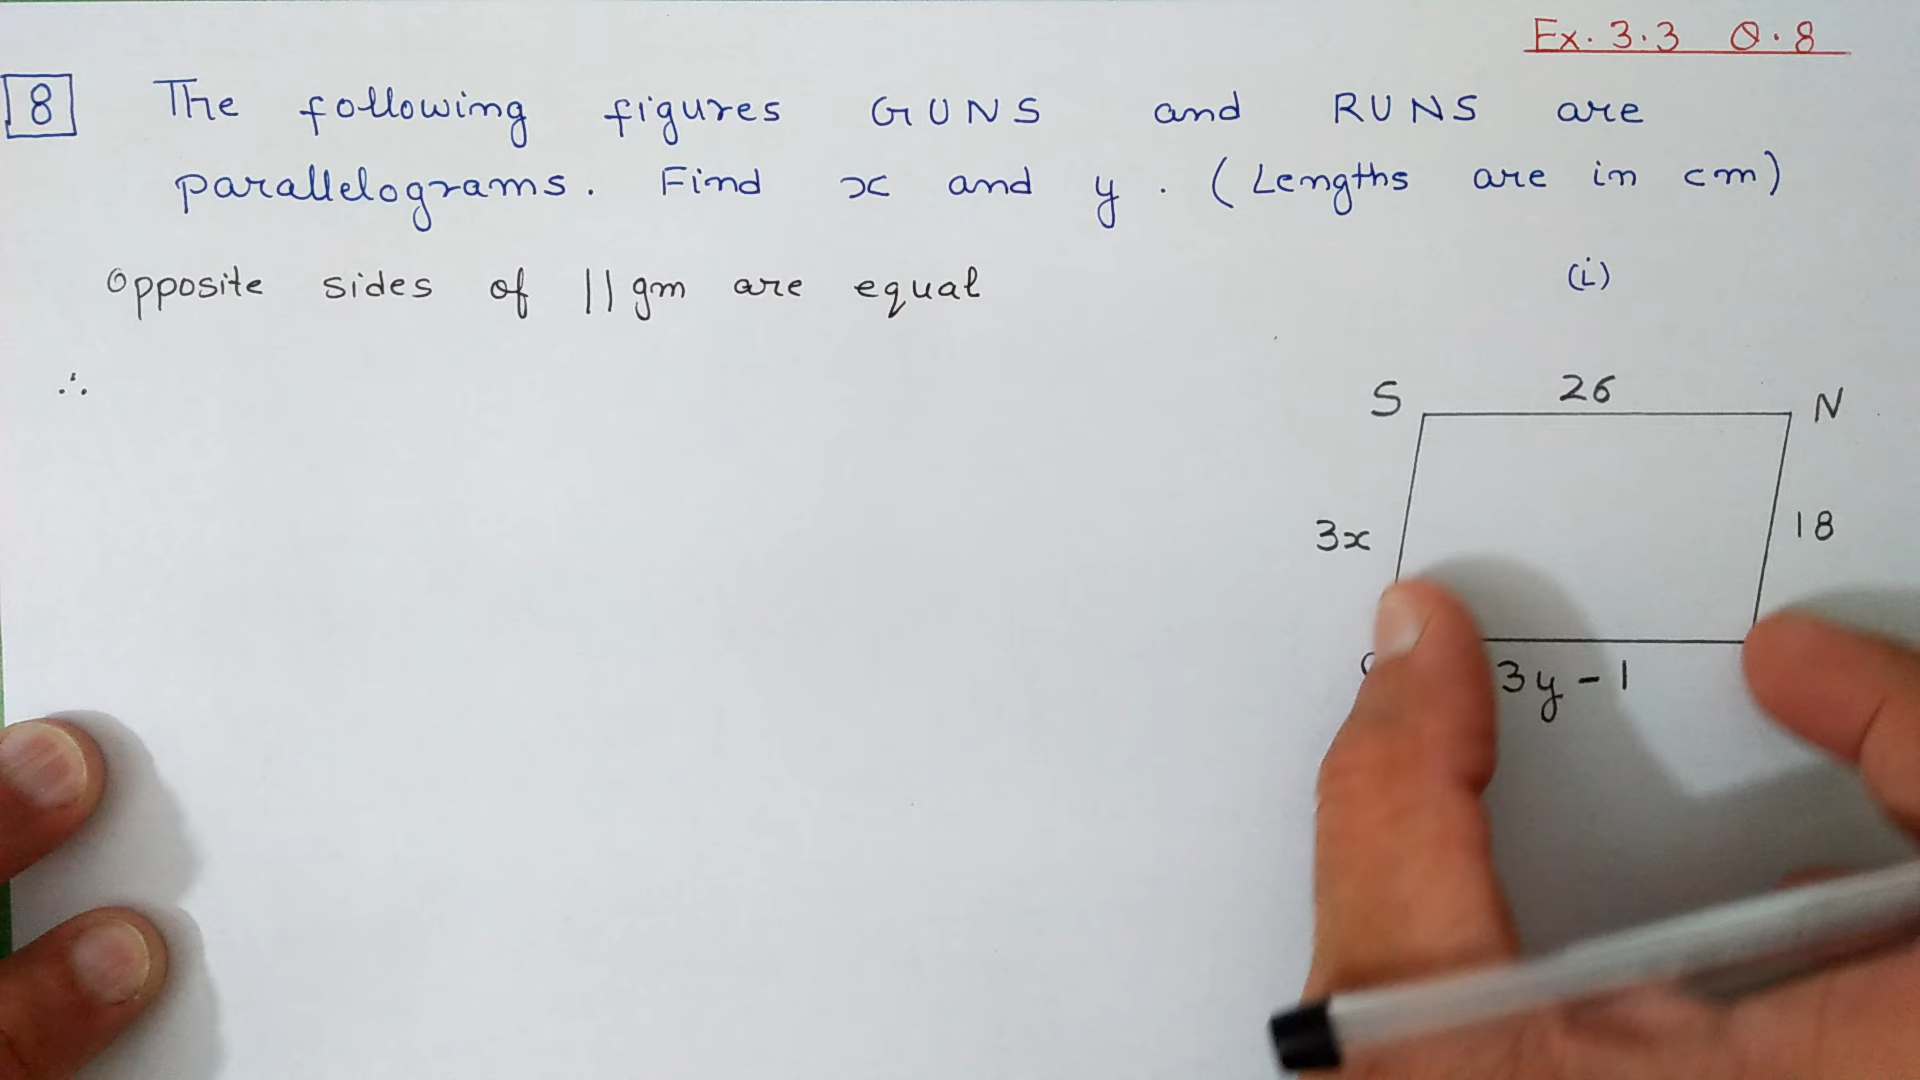 Ex. 3.3 Q.8
8 The following figures GUNS and RUNS are
parallelograms. Find x and y. (Lengths are in cm)
Opposite sides of ||gm are equal
(i)
∴
S 26 N
3x 18
3y - 1